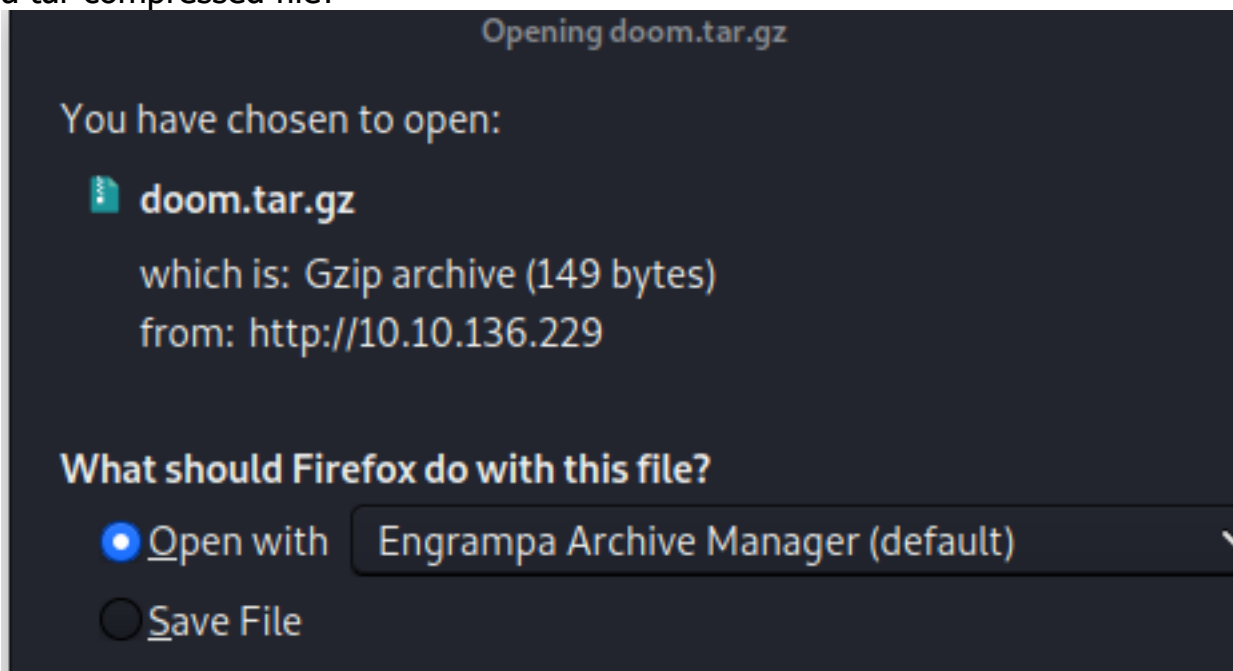 Opening doom.tar.gz
You have chosen to open:
doom.tar.gz
which is: Gzip archive (149 bytes)
from: http://10.10.136.229
What should Firefox do with this file?
Open with Engrampa Archive Manager (default)
Save File